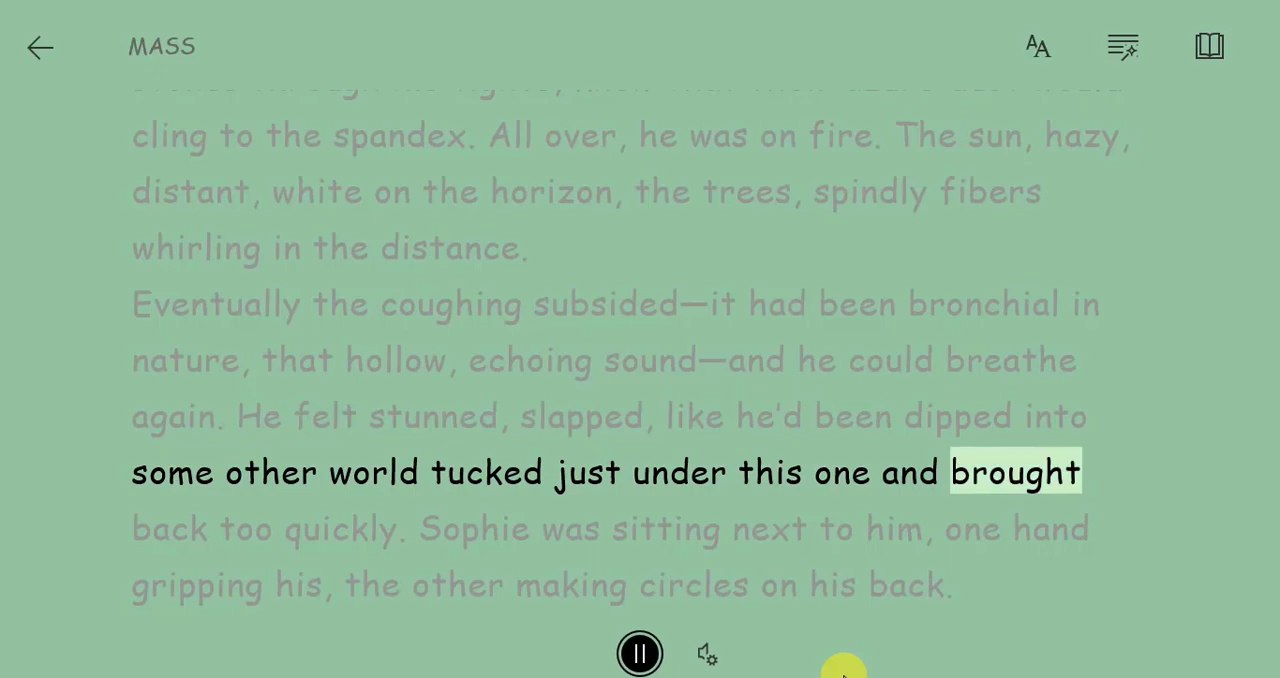 MASS
cling to the spandex. All over, he was on fire. The sun, hazy,
distant, white on the horizon, the trees, spindly fibers
whirling in the distance.
Eventually the coughing subsided—it had been bronchial in
nature, that hollow, echoing sound—and he could breathe
again. He felt stunned, slapped, like he'd been dipped into
some other world tucked just under this one and brought
back too quickly. Sophie was sitting next to him, one hand
gripping his, the other making circles on his back.